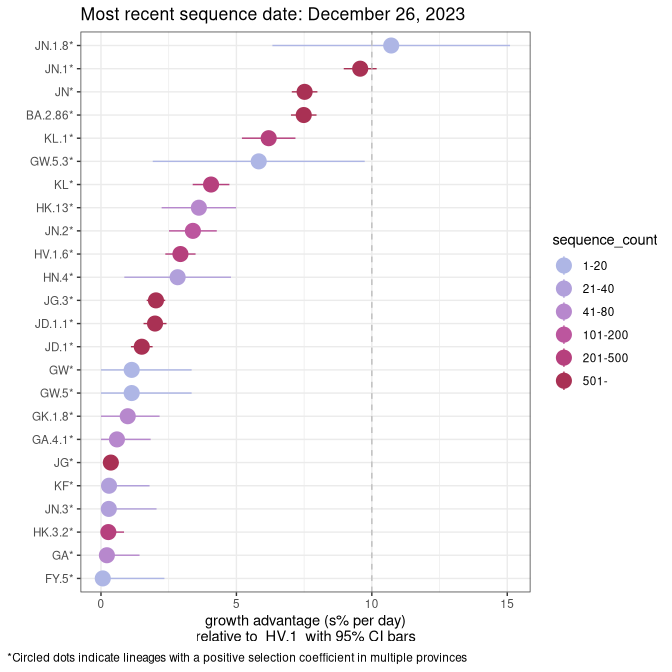 Most recent sequence date: December 26, 2023
JN.1.8*
JN.1*
JN*
BA.2.86*
KL.1*
GW.5.3*
KL*
HK.13*
JN.2*
HV.1.6*
HN.4*
JG.3*
JD.1.1*
JD.1*
GW*
GW.5*
GK.1.8*
GA.4.1*
JG*
KF*
JN.3*
HK.3.2*
GA*
FY.5*
0 5 10 15
growth advantage (s% per day)
relative to HV.1 with 95% CI bars
sequence_count
1-20
21-40
41-80
101-200
201-500
501-
*Circled dots indicate lineages with a positive selection coefficient in multiple provinces